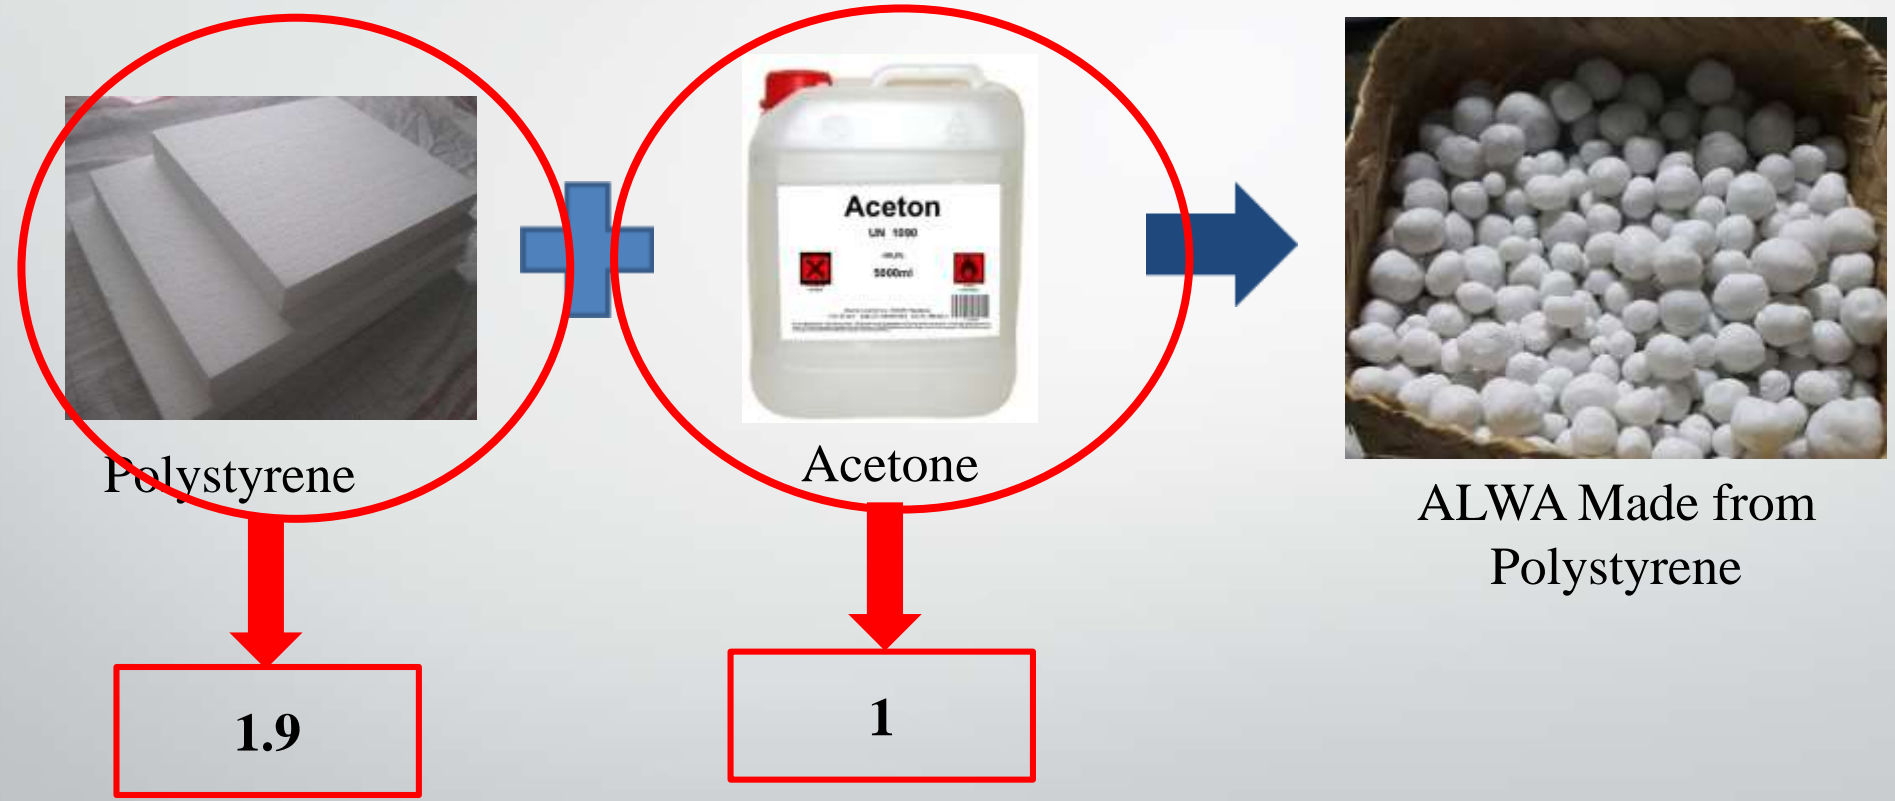 Aceton
UN 1090
5000ml
Polystyrene
Acetone
ALWA Made from
Polystyrene
1.9
1